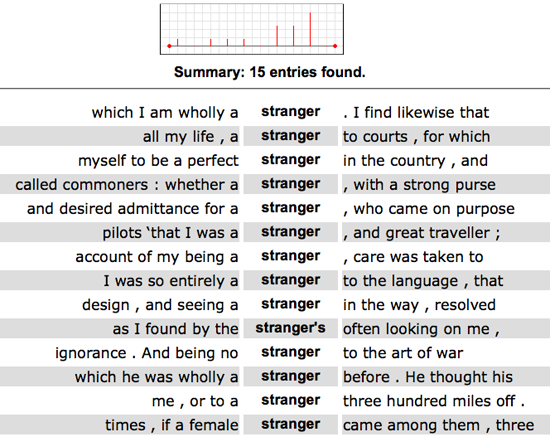 Summary: 15 entries found.
which I am wholly a stranger . I find likewise that
all my life , a stranger to courts , for which
myself to be a perfect stranger in the country , and
called commoners : whether a stranger , with a strong purse
and desired admittance for a stranger , who came on purpose
pilots ‘that I was a stranger , and great traveller ;
account of my being a stranger , care was taken to
I was so entirely a stranger to the language , that
design , and seeing a stranger in the way , resolved
as I found by the stranger's often looking on me ,
ignorance . And being no stranger to the art of war
which he was wholly a stranger before . He thought his
me , or to a stranger three hundred miles off .
times , if a female stranger came among them , three